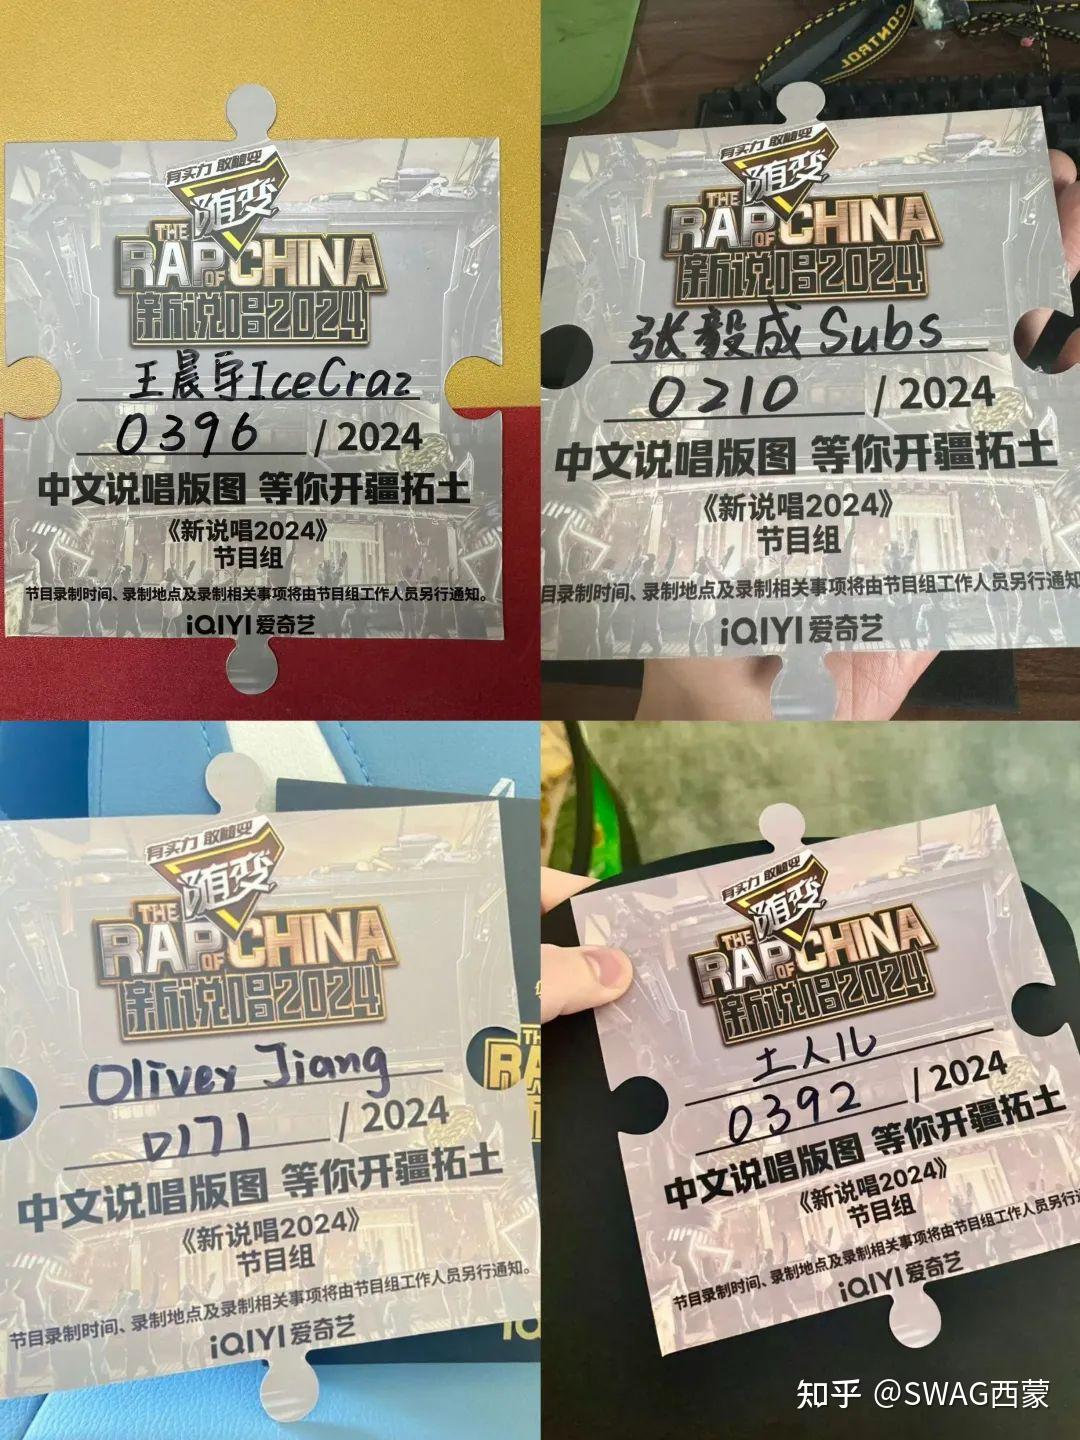 有实力 敢随变
随变
THE
RAP OF CHINA
新说唱2024
王晨宇IceCraz
0396 / 2024
中文说唱版图 等你开疆拓土
《新说唱2024》
节目组
节目录制时间、录制地点及录制相关事项将由节目组工作人员另行通知。
iQIYI 爱奇艺
CONTROL
有实力 敢随变
随变
THE
RAP OF CHINA
新说唱2024
张毅成Subs
0210 / 2024
中文说唱版图 等你开疆拓土
《新说唱2024》
节目组
目录制时间、录制地点及录制相关事项将由节目组工作人员另行通知
iQIYI 爱奇艺
有实力 敢随变
随变
THE
RAP OF CHINA
新说唱2024
Oliver Jiang
0171 / 2024
中文说唱版图 等你开疆拓土
《新说唱2024》
节目组
节目录制时间、录制地点及录制相关事项将由节目组工作人员另行通知。
iQIYI 爱奇艺
有实力 敢随变
随变
THE
RAP OF CHINA
新说唱2024
土人儿
0392 / 2024
中文说唱版图 等你开疆拓土
《新说唱2024》
节目组
节目录制时间、录制地点及录制相关事项将由节目组工作人员另行通
iQIYI 爱奇艺
知乎 @SWAG西蒙